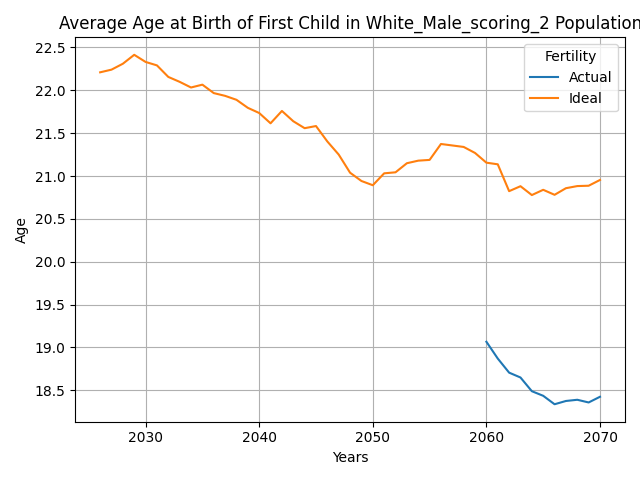 Average Age at Birth of First Child in White_Male_scoring_2 Population
22.5
22.0
21.5
21.0
20.5
20.0
19.5
19.0
18.5
Age
Fertility
Actual
Ideal
2030 2040 2050 2060 2070
Years